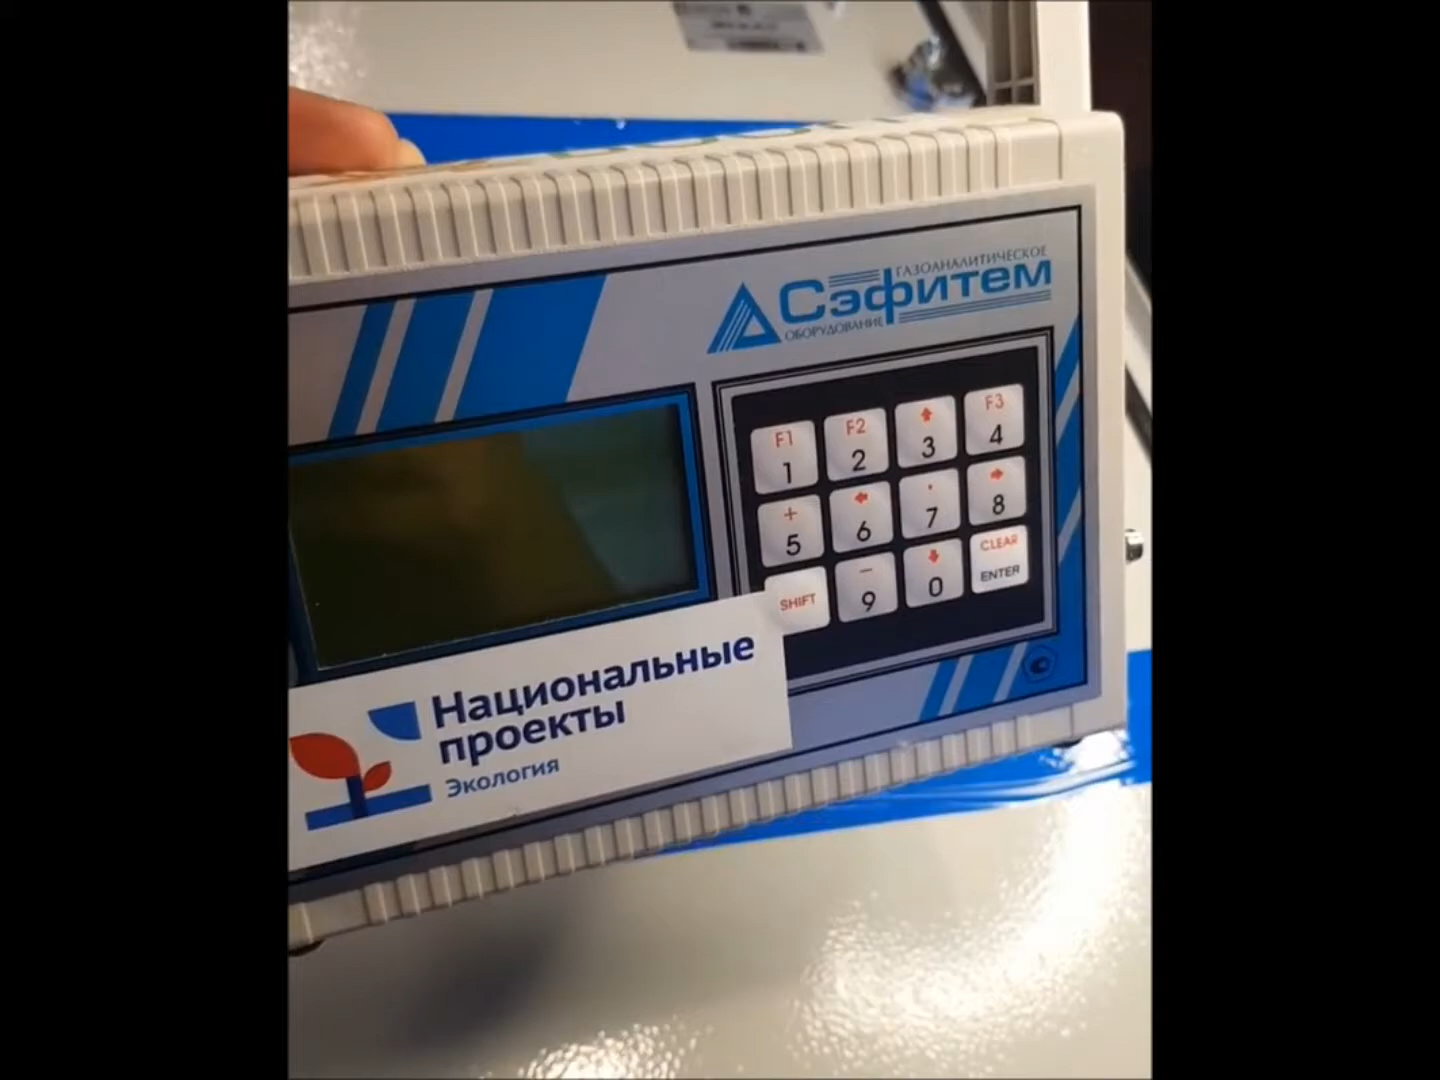 ГАЗОАНАЛИТИЧЕСКОЕ
Сэфитем
ОБОРУДОВАНИЕ
F1 F2 F3
1 2 3 4
+ .
5 6 7 8
SHIFT – CLEAR
9 0 ENTER
Национальные
проекты
Экология